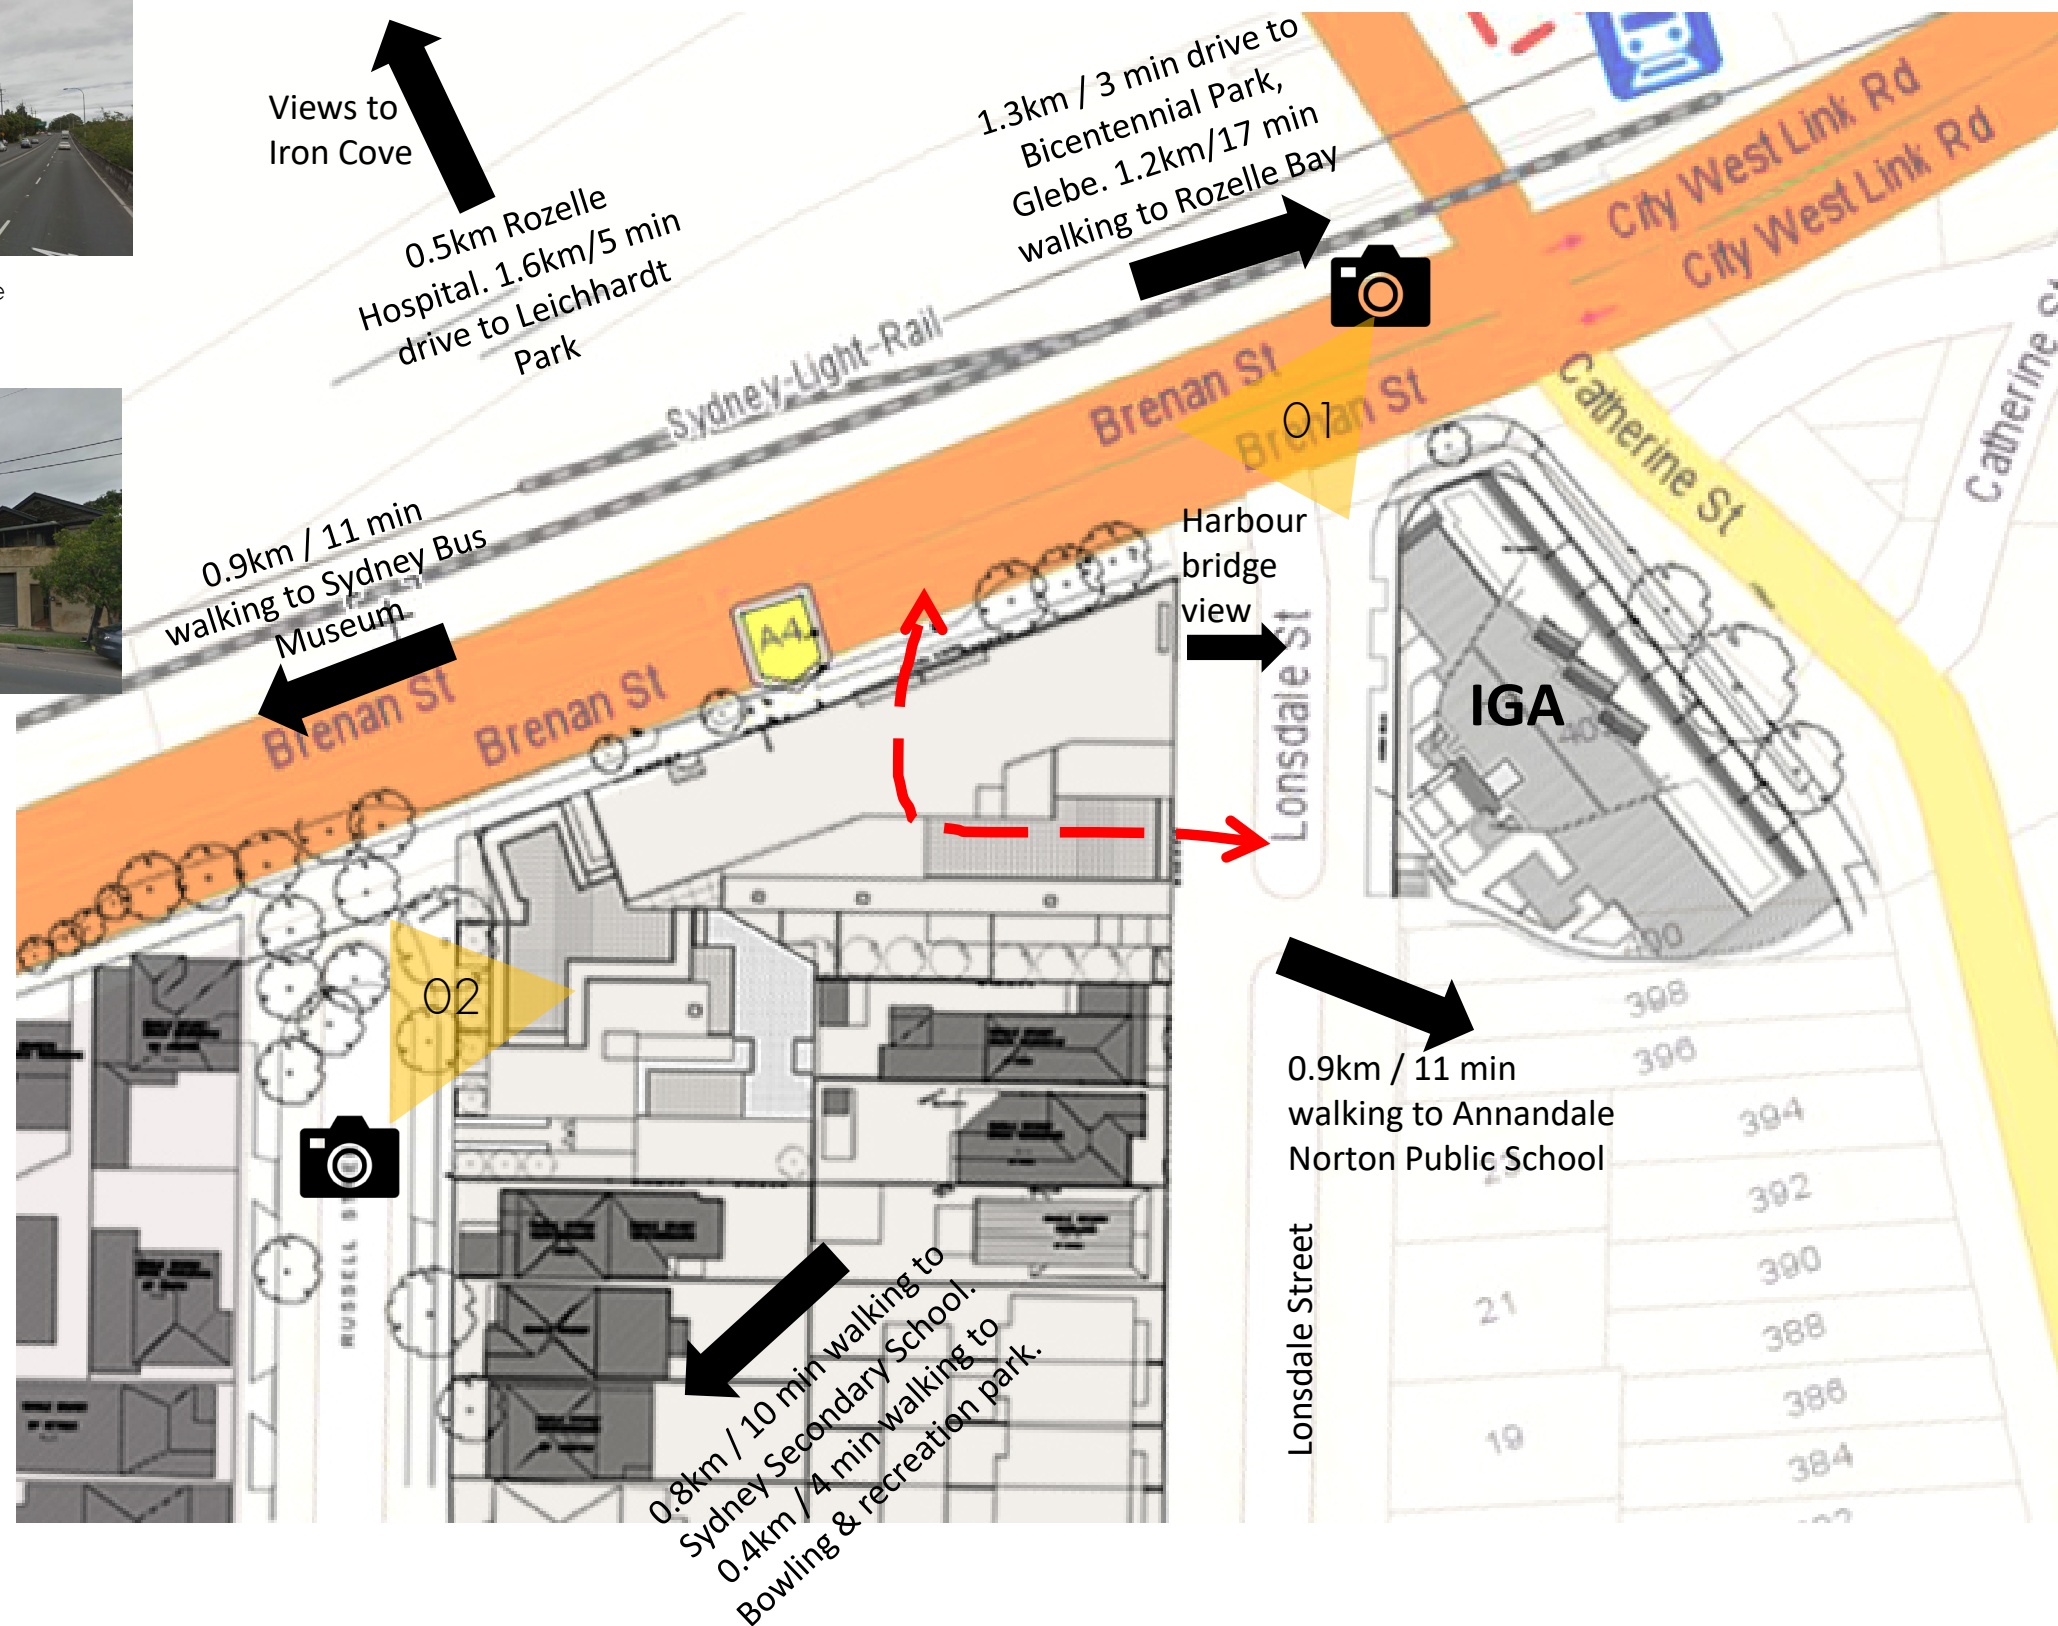 Views to
Iron Cove
0.5km Rozelle
Hospital. 1.6km/5 min
drive to Leichhardt
Park
1.3km / 3 min drive to
Bicentennial Park,
Glebe. 1.2km/17 min
walking to Rozelle Bay
City West Link Rd
City West Link Rd
Sydney-Light-Rail
Brenan St
Brenan St
01
Catherine St
Catherine St
0.9km / 11 min
walking to Sydney Bus
Museum
A4
Harbour
bridge
view
Lonsdale St
Brenan St
Brenan St
IGA
400
02
398
396
0.9km / 11 min
walking to Annandale
Norton Public School
394
392
RUSSELL
Lonsdale Street
390
21
388
386
19
384
0.8km / 10 min walking to
Sydney Secondary School.
0.4km / 4 min walking to
Bowling & recreation park.